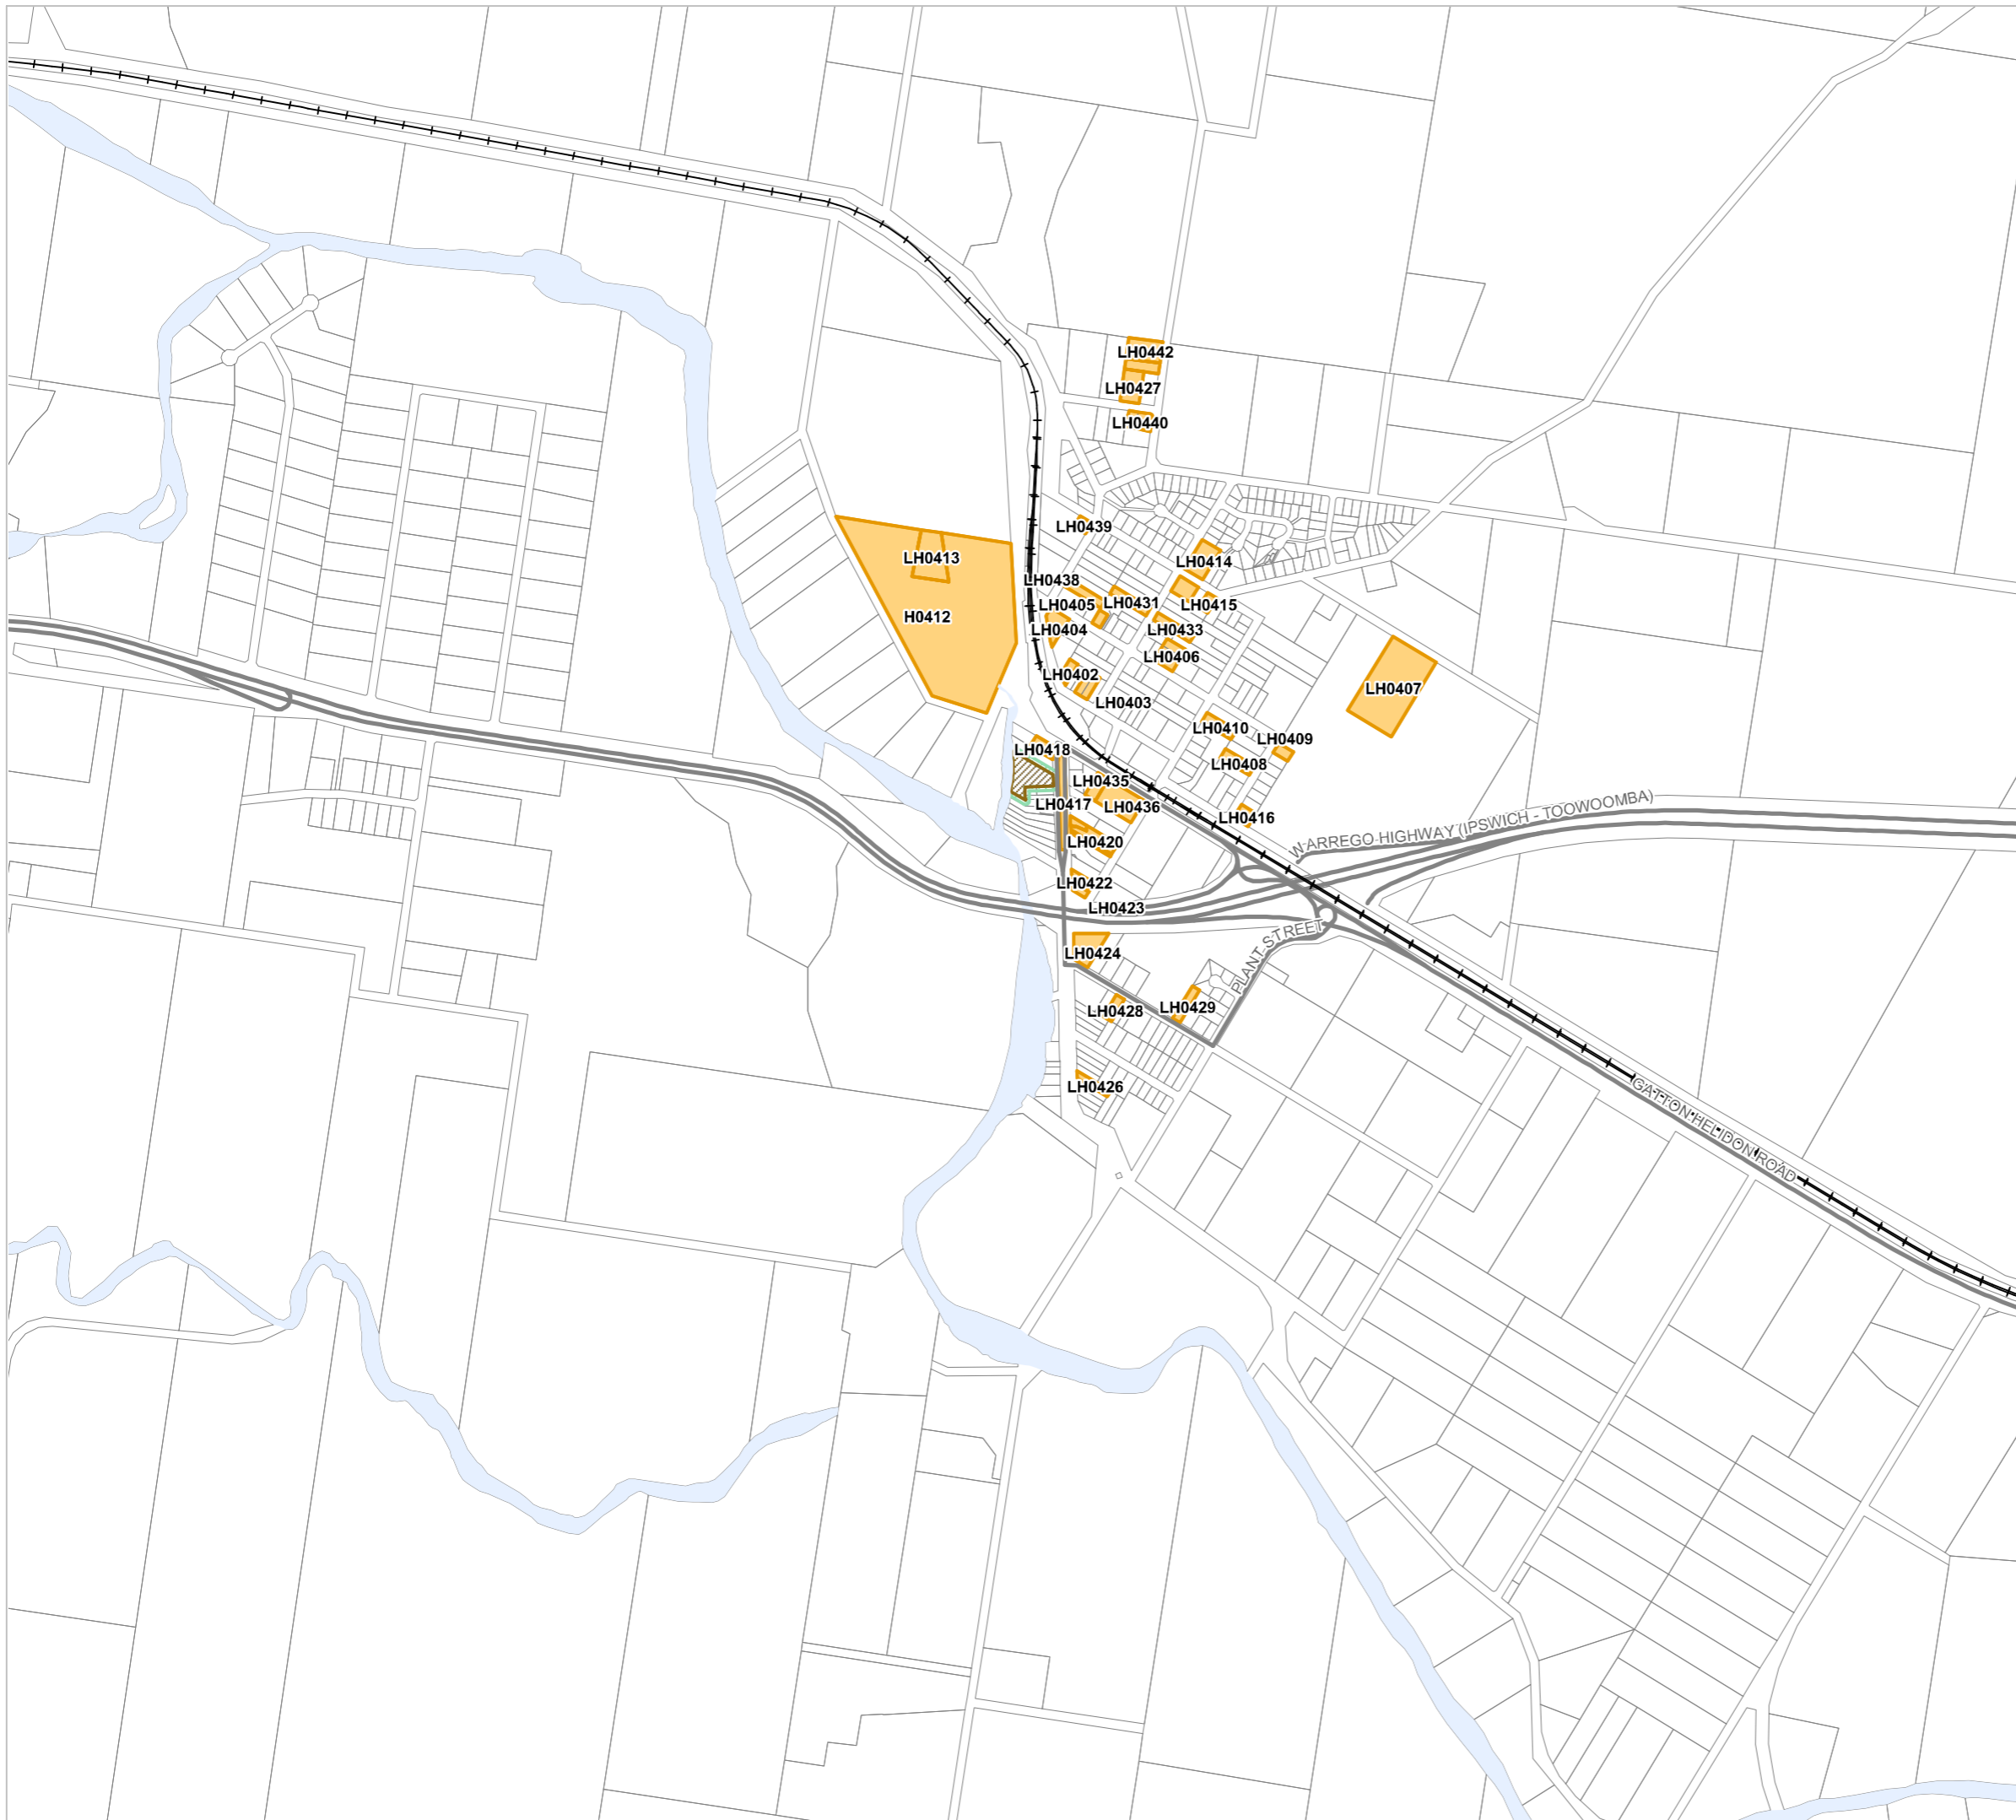 LH0442
LH0427
LH0440
LH0439
LH0413
LH0414
LH0438
LH0405
LH0431
LH0415
H0412
LH0404
LH0433
LH0406
LH0402
LH0407
LH0403
LH0410
LH0409
LH0418
LH0408
LH0435
LH0417
LH0436
LH0416
WARREGO HIGHWAY (IPSWICH - TOOWOOMBA)
LH0420
LH0422
LH0423
PLANT STREET
LH0424
LH0428
LH0429
LH0426
GATTON HELIDON ROAD